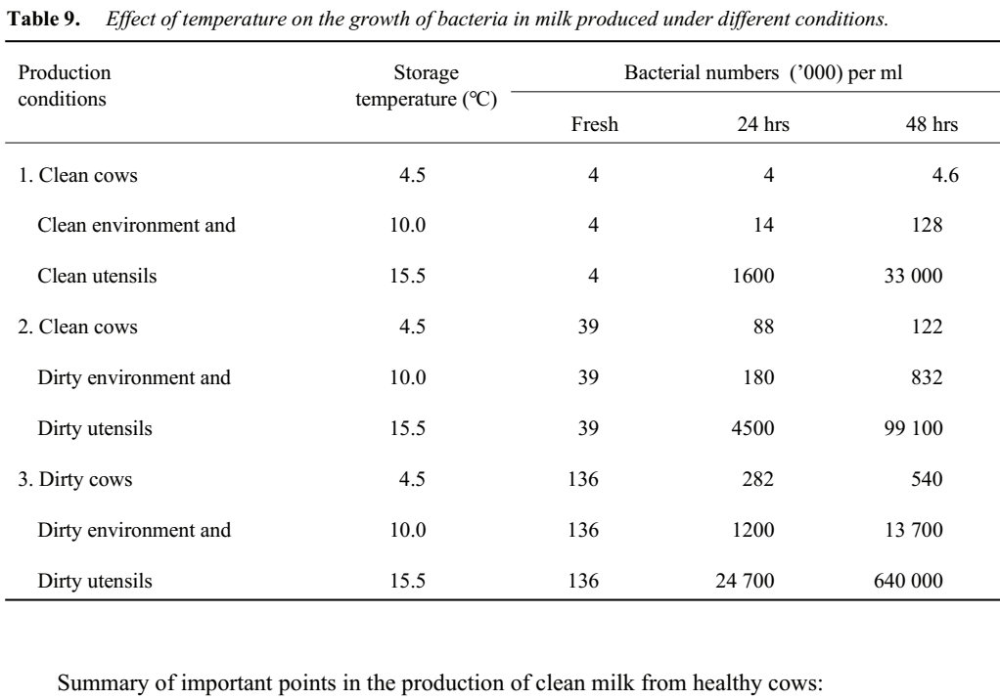 Table 9. Effect of temperature on the growth of bacteria in milk produced under different conditions.
Production conditions Storage temperature (℃) Bacterial numbers (’000) per ml
Fresh 24 hrs 48 hrs
1. Clean cows 4.5 4 4 4.6
Clean environment and 10.0 4 14 128
Clean utensils 15.5 4 1600 33 000
2. Clean cows 4.5 39 88 122
Dirty environment and 10.0 39 180 832
Dirty utensils 15.5 39 4500 99 100
3. Dirty cows 4.5 136 282 540
Dirty environment and 10.0 136 1200 13 700
Dirty utensils 15.5 136 24 700 640 000
Summary of important points in the production of clean milk from healthy cows: